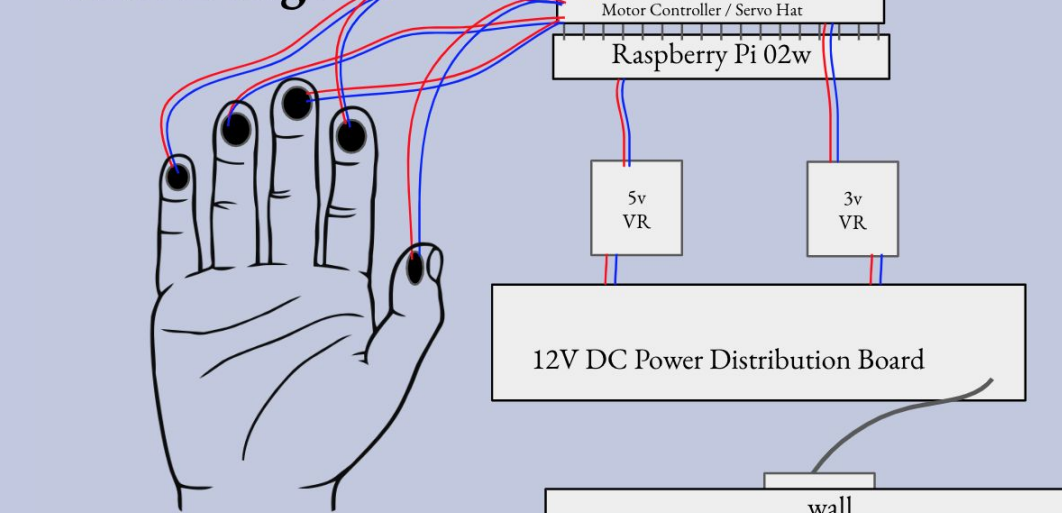 g
Motor Controller / Servo Hat
Raspberry Pi 02w
5v
VR
3v
VR
12V DC Power Distribution Board
wall